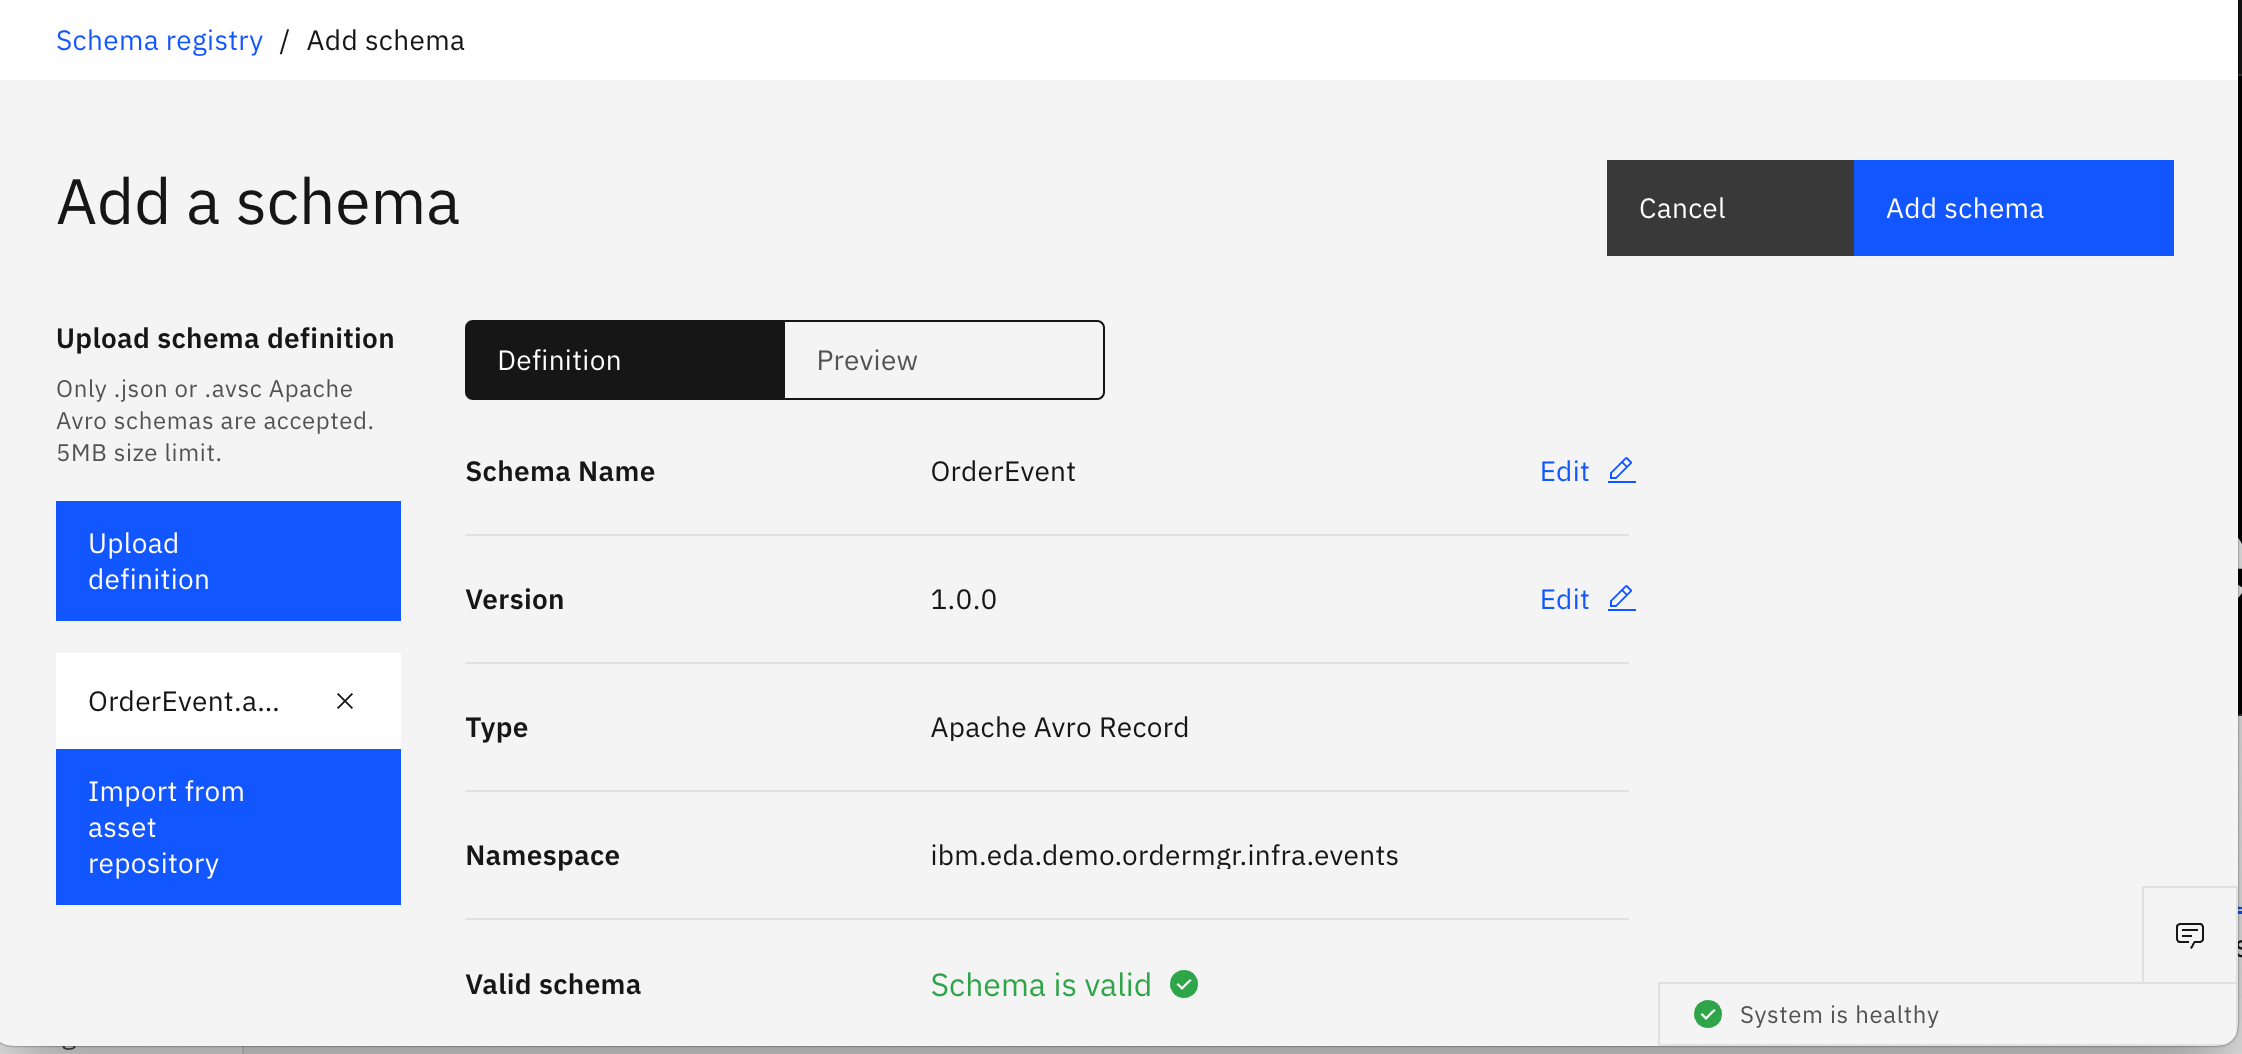 Schema registry / Add schema
Add a schema
Cancel
Add schema
Upload schema definition
Only .json or .avsc Apache
Avro schemas are accepted.
5MB size limit.
Upload
definition
OrderEvent.a...
Import from
asset
repository
Definition
Preview
Schema Name
OrderEvent
Edit
Version
1.0.0
Edit
Type
Apache Avro Record
Namespace
ibm.eda.demo.ordermgr.infra.events
Valid schema
Schema is valid
System is healthy